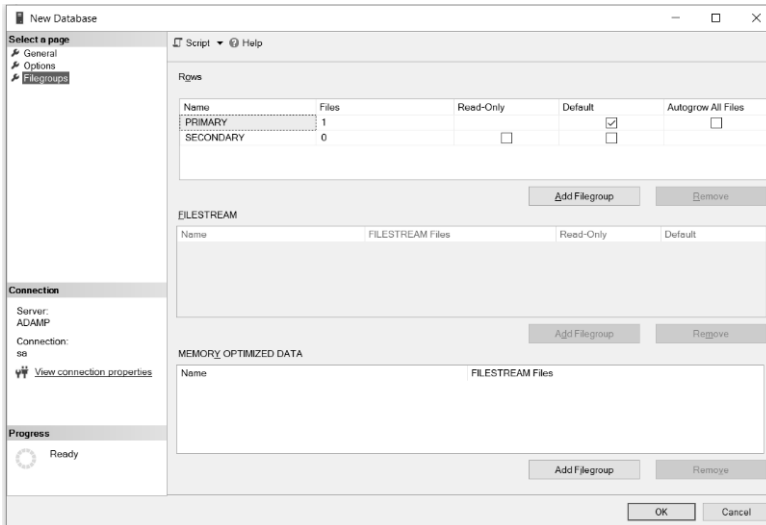 New Database
Select a page
General
Options
Filegroups
Script Help
Rows
Name Files Read-Only Default Autogrow All Files
PRIMARY 1
SECONDARY 0
Add Filegroup Remove
FILESTREAM
Name FILESTREAM Files Read-Only Default
Add Filegroup Remove
MEMORY OPTIMIZED DATA
Name FILESTREAM Files
Add Filegroup Remove
Connection
Server:
ADAMP
Connection:
sa
View connection properties
Progress
Ready
OK Cancel